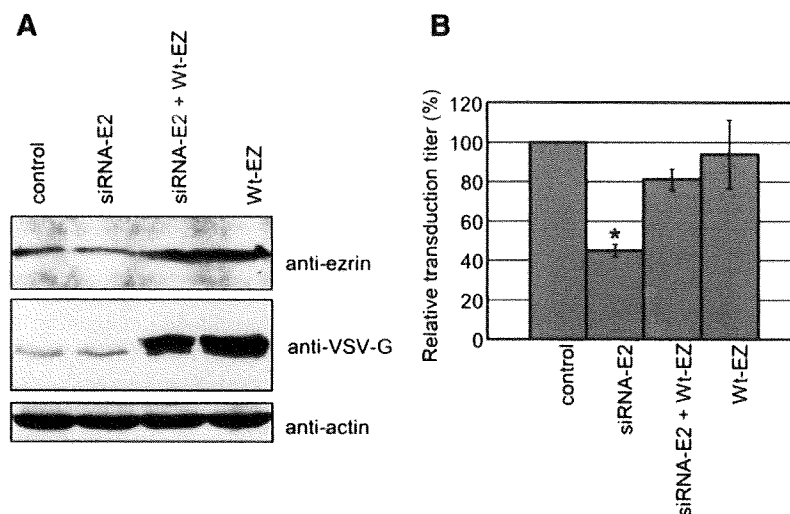 A
control
siRNA-E2
siRNA-E2 + Wt-EZ
Wt-EZ
anti-ezrin
anti-VSV-G
anti-actin
B
Relative transduction titer (%)
120
100
80
60
40
20
0
*
control
siRNA-E2
siRNA-E2 + Wt-EZ
Wt-EZ